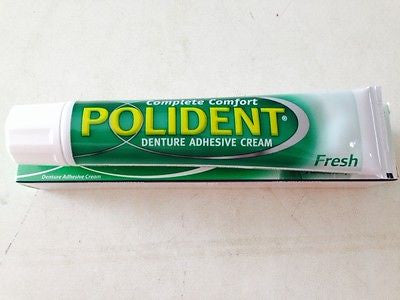 Complete Comfort
POLIDENT®
DENTURE ADHESIVE CREAM
Fresh
Denture Adhesive Cream